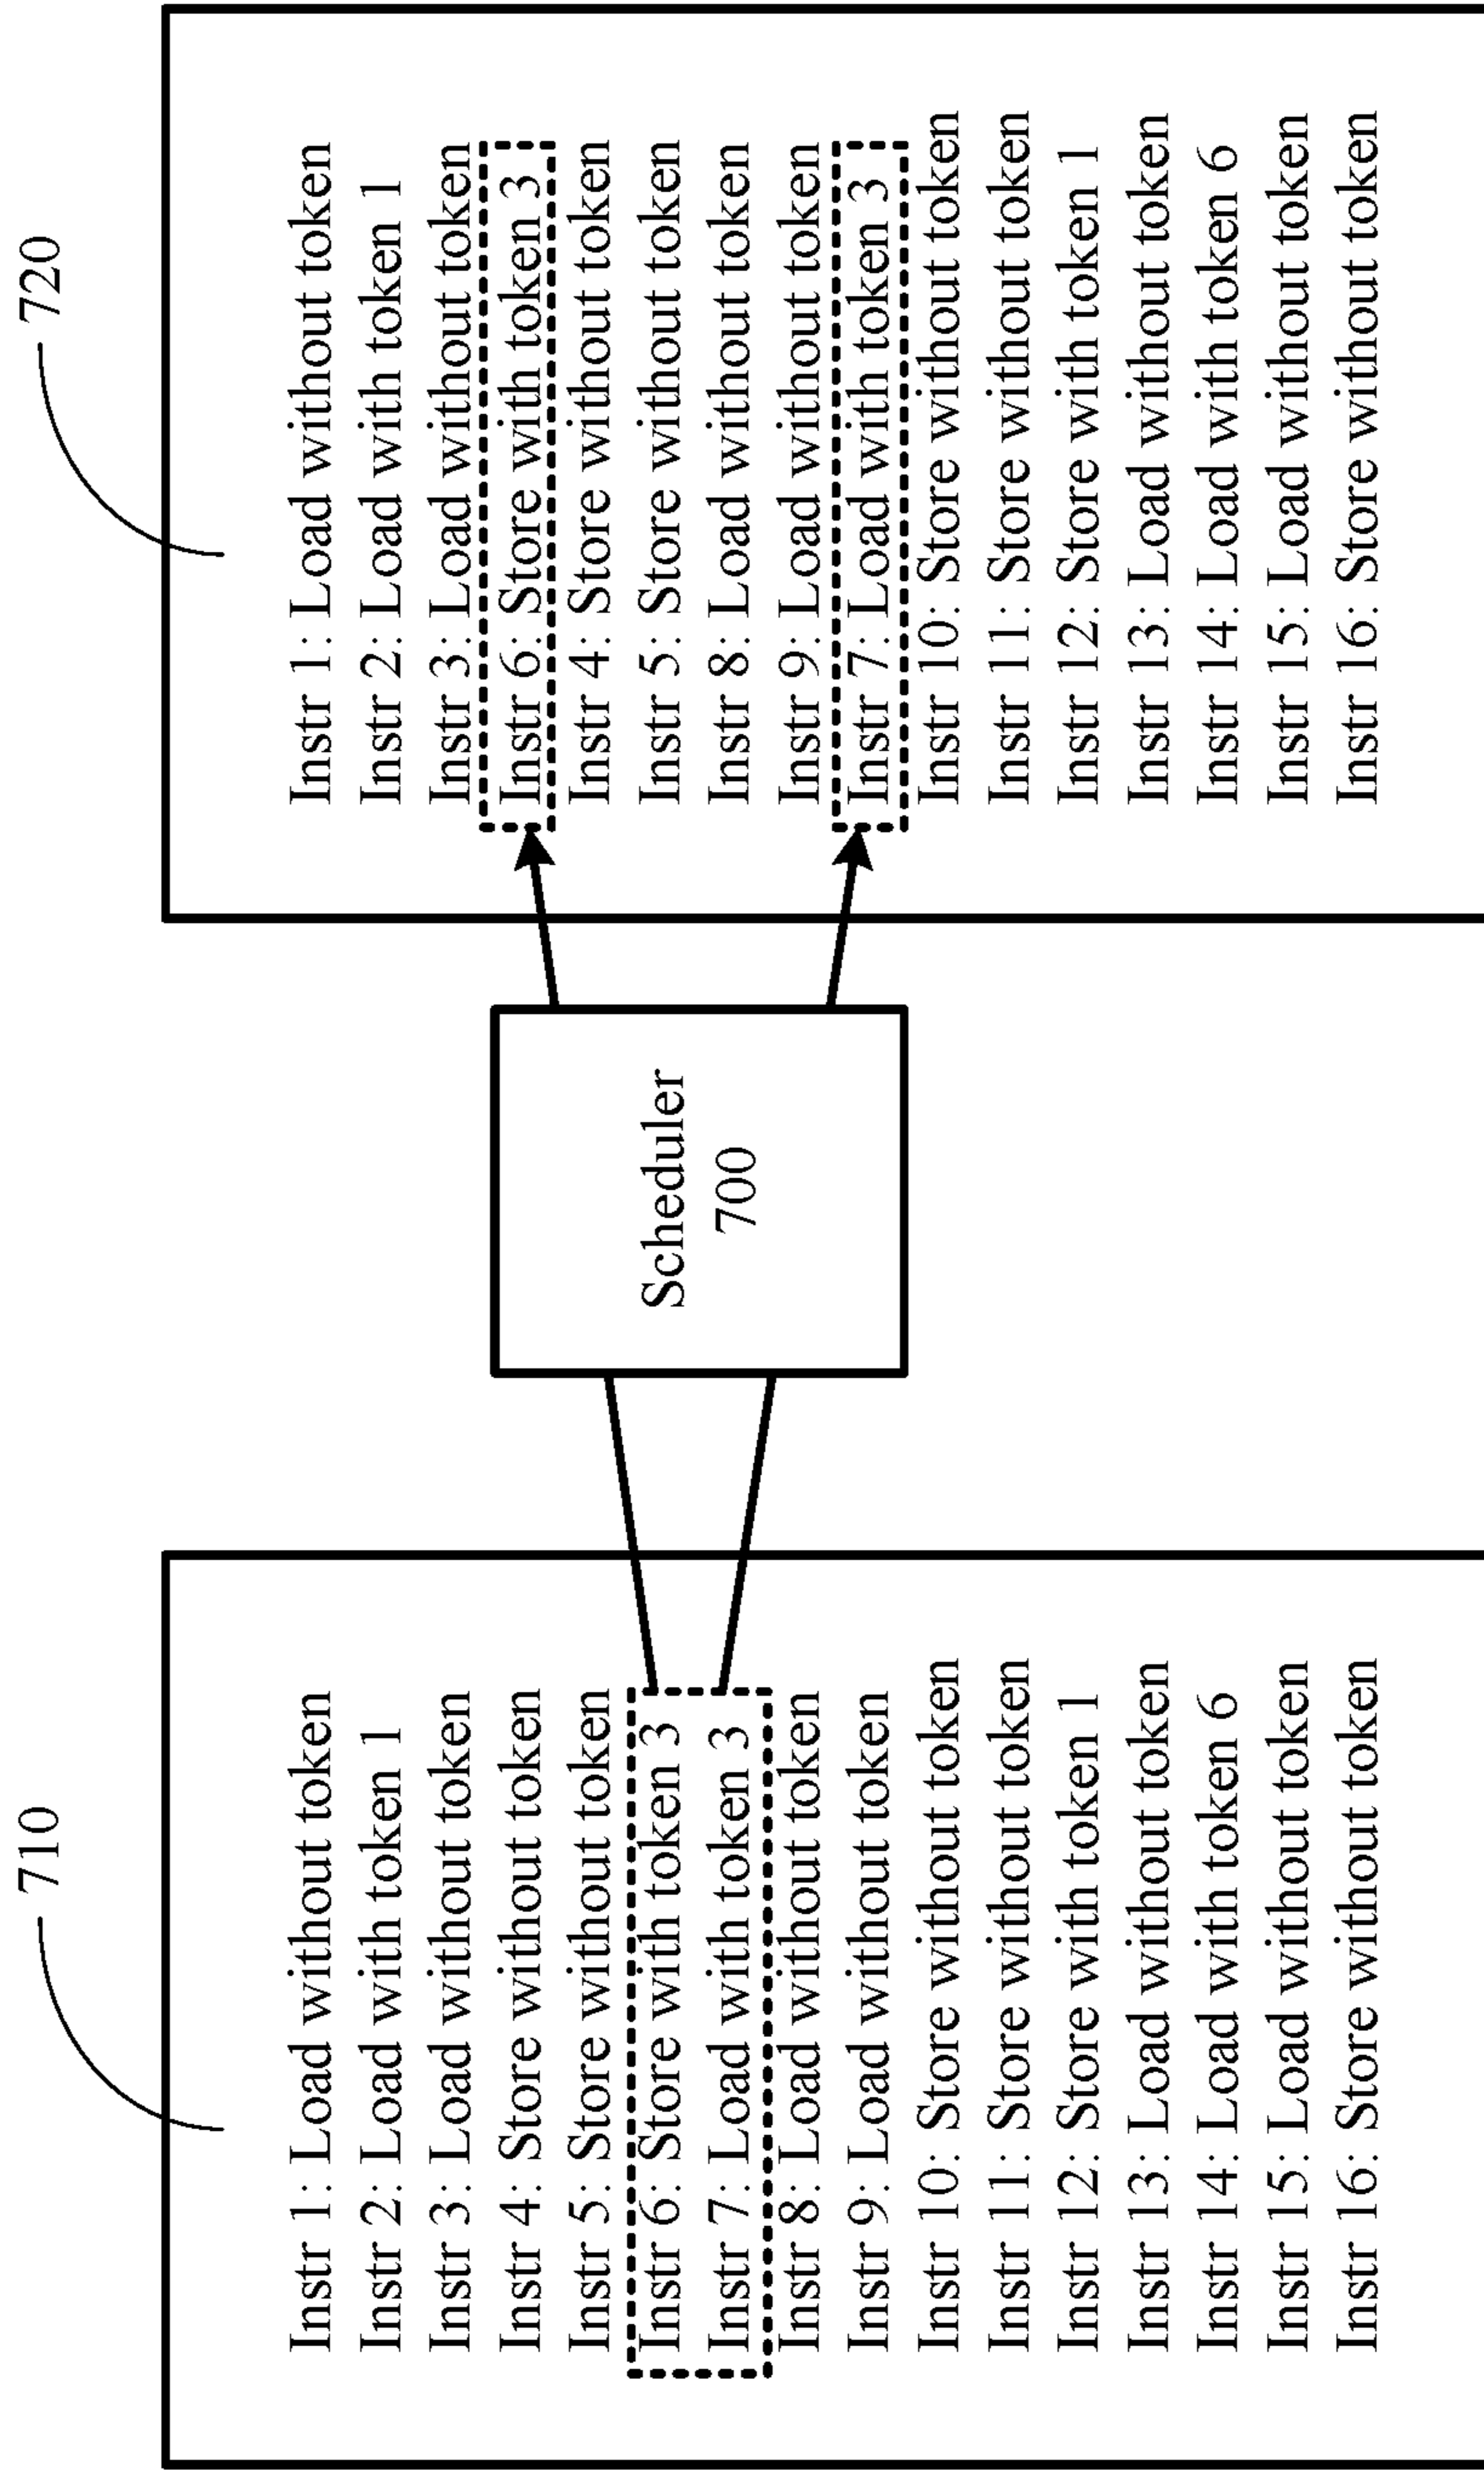 710
Instr 1: Load without token
Instr 2: Load with token 1
Instr 3: Load without token
Instr 4: Store without token
Instr 5: Store without token
Instr 6: Store with token 3
Instr 7: Load with token 3
Instr 8: Load without token
Instr 9: Load without token
Instr 10: Store without token
Instr 11: Store without token
Instr 12: Store with token 1
Instr 13: Load without token
Instr 14: Load with token 6
Instr 15: Load without token
Instr 16: Store without token
Scheduler
700
720
Instr 1: Load without token
Instr 2: Load with token 1
Instr 3: Load without token
Instr 6: Store with token 3
Instr 4: Store without token
Instr 5: Store without token
Instr 8: Load without token
Instr 9: Load without token
Instr 7: Load with token 3
Instr 10: Store without token
Instr 11: Store without token
Instr 12: Store with token 1
Instr 13: Load without token
Instr 14: Load with token 6
Instr 15: Load without token
Instr 16: Store without token